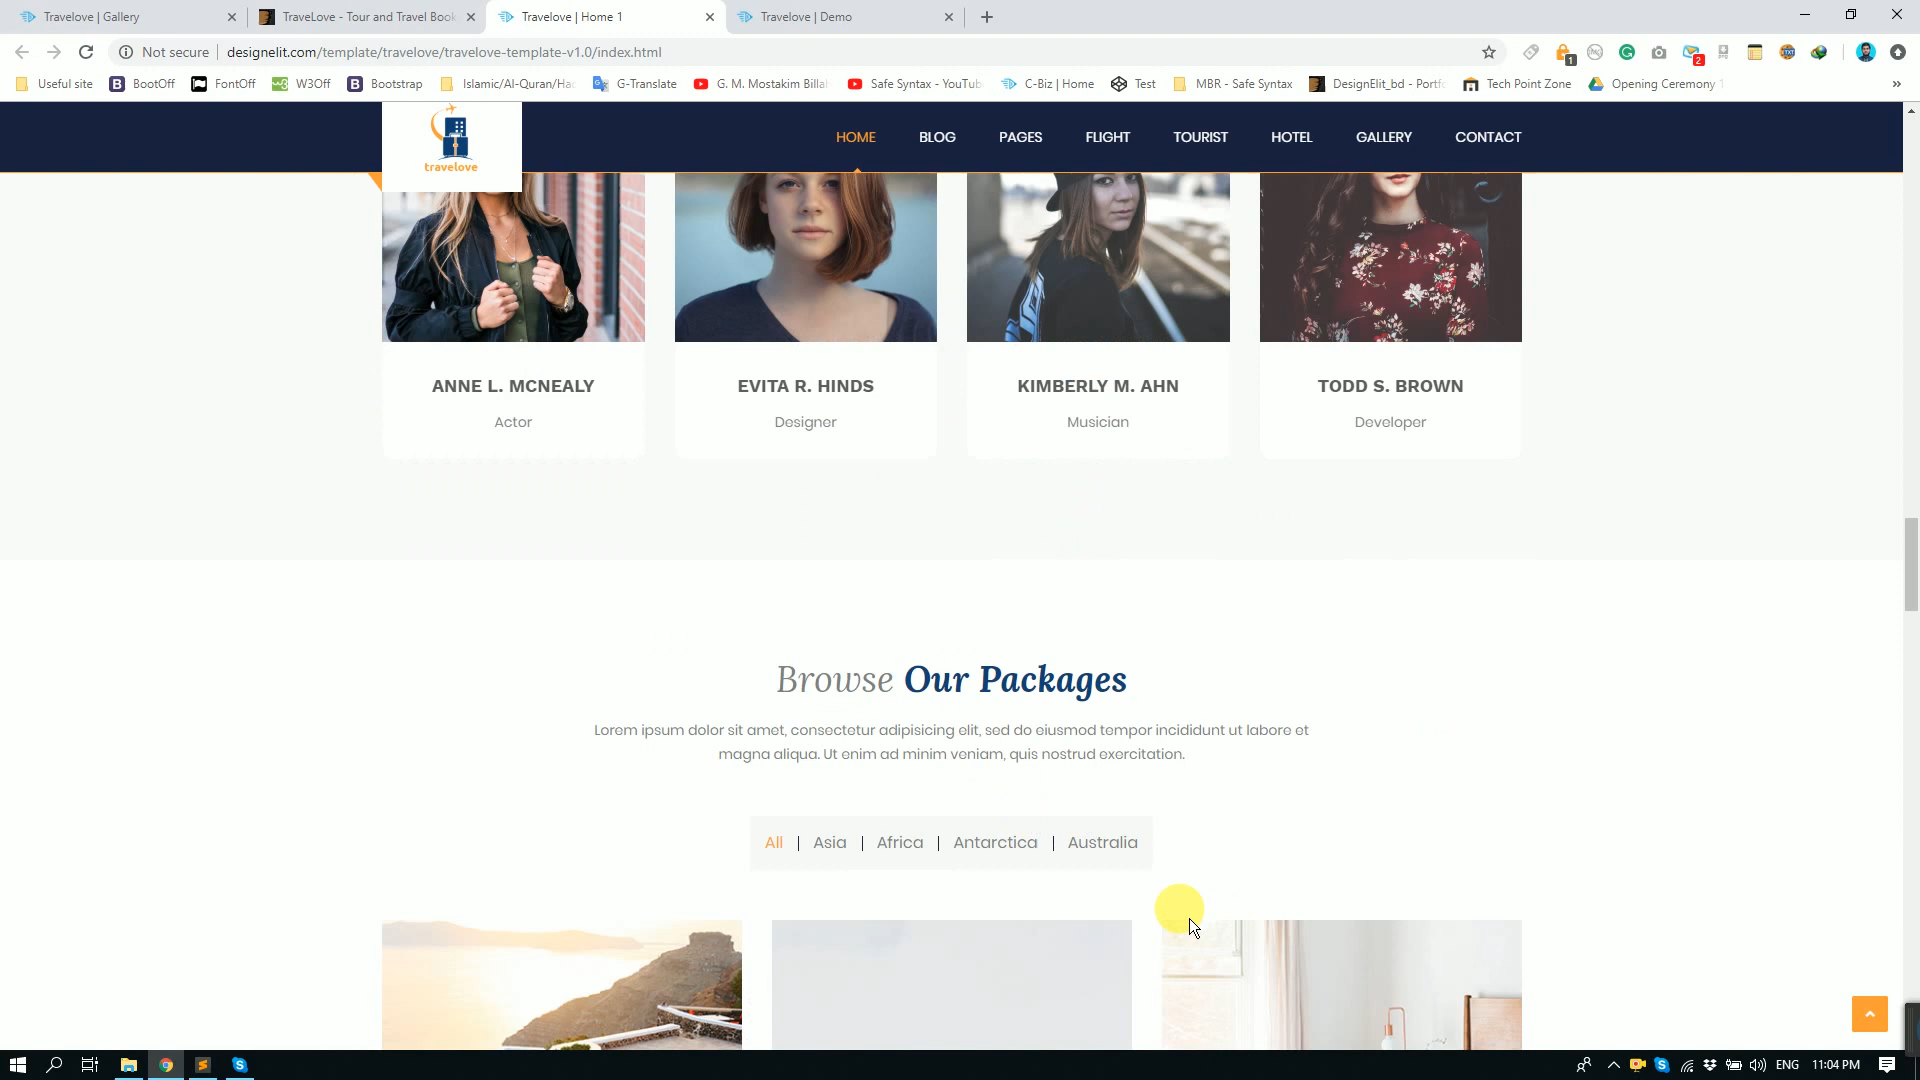 Travelove | Gallery
TraveLove - Tour and Travel Book
Travelove | Home 1
Travelove | Demo
Not secure
designelit.com/template/travelove/travelove-template-v1.0/index.html
1
2
Useful site
BootOff
FontOff
W3Off
Bootstrap
Islamic/Al-Quran/Ha
G-Translate
G. M. Mostakim Billa
Safe Syntax - YouTub
C-Biz | Home
Test
MBR - Safe Syntax
DesignElit_bd - Portfo
Tech Point Zone
Opening Ceremony 1
»
travelove
HOME
BLOG
PAGES
FLIGHT
TOURIST
HOTEL
GALLERY
CONTACT
ANNE L. MCNEALY
Actor
EVITA R. HINDS
Designer
KIMBERLY M. AHN
Musician
TODD S. BROWN
Developer
Browse Our Packages
Lorem ipsum dolor sit amet, consectetur adipisicing elit, sed do eiusmod tempor incididunt ut labore et
magna aliqua. Ut enim ad minim veniam, quis nostrud exercitation.
All | Asia | Africa | Antarctica | Australia
ENG
11:04 PM